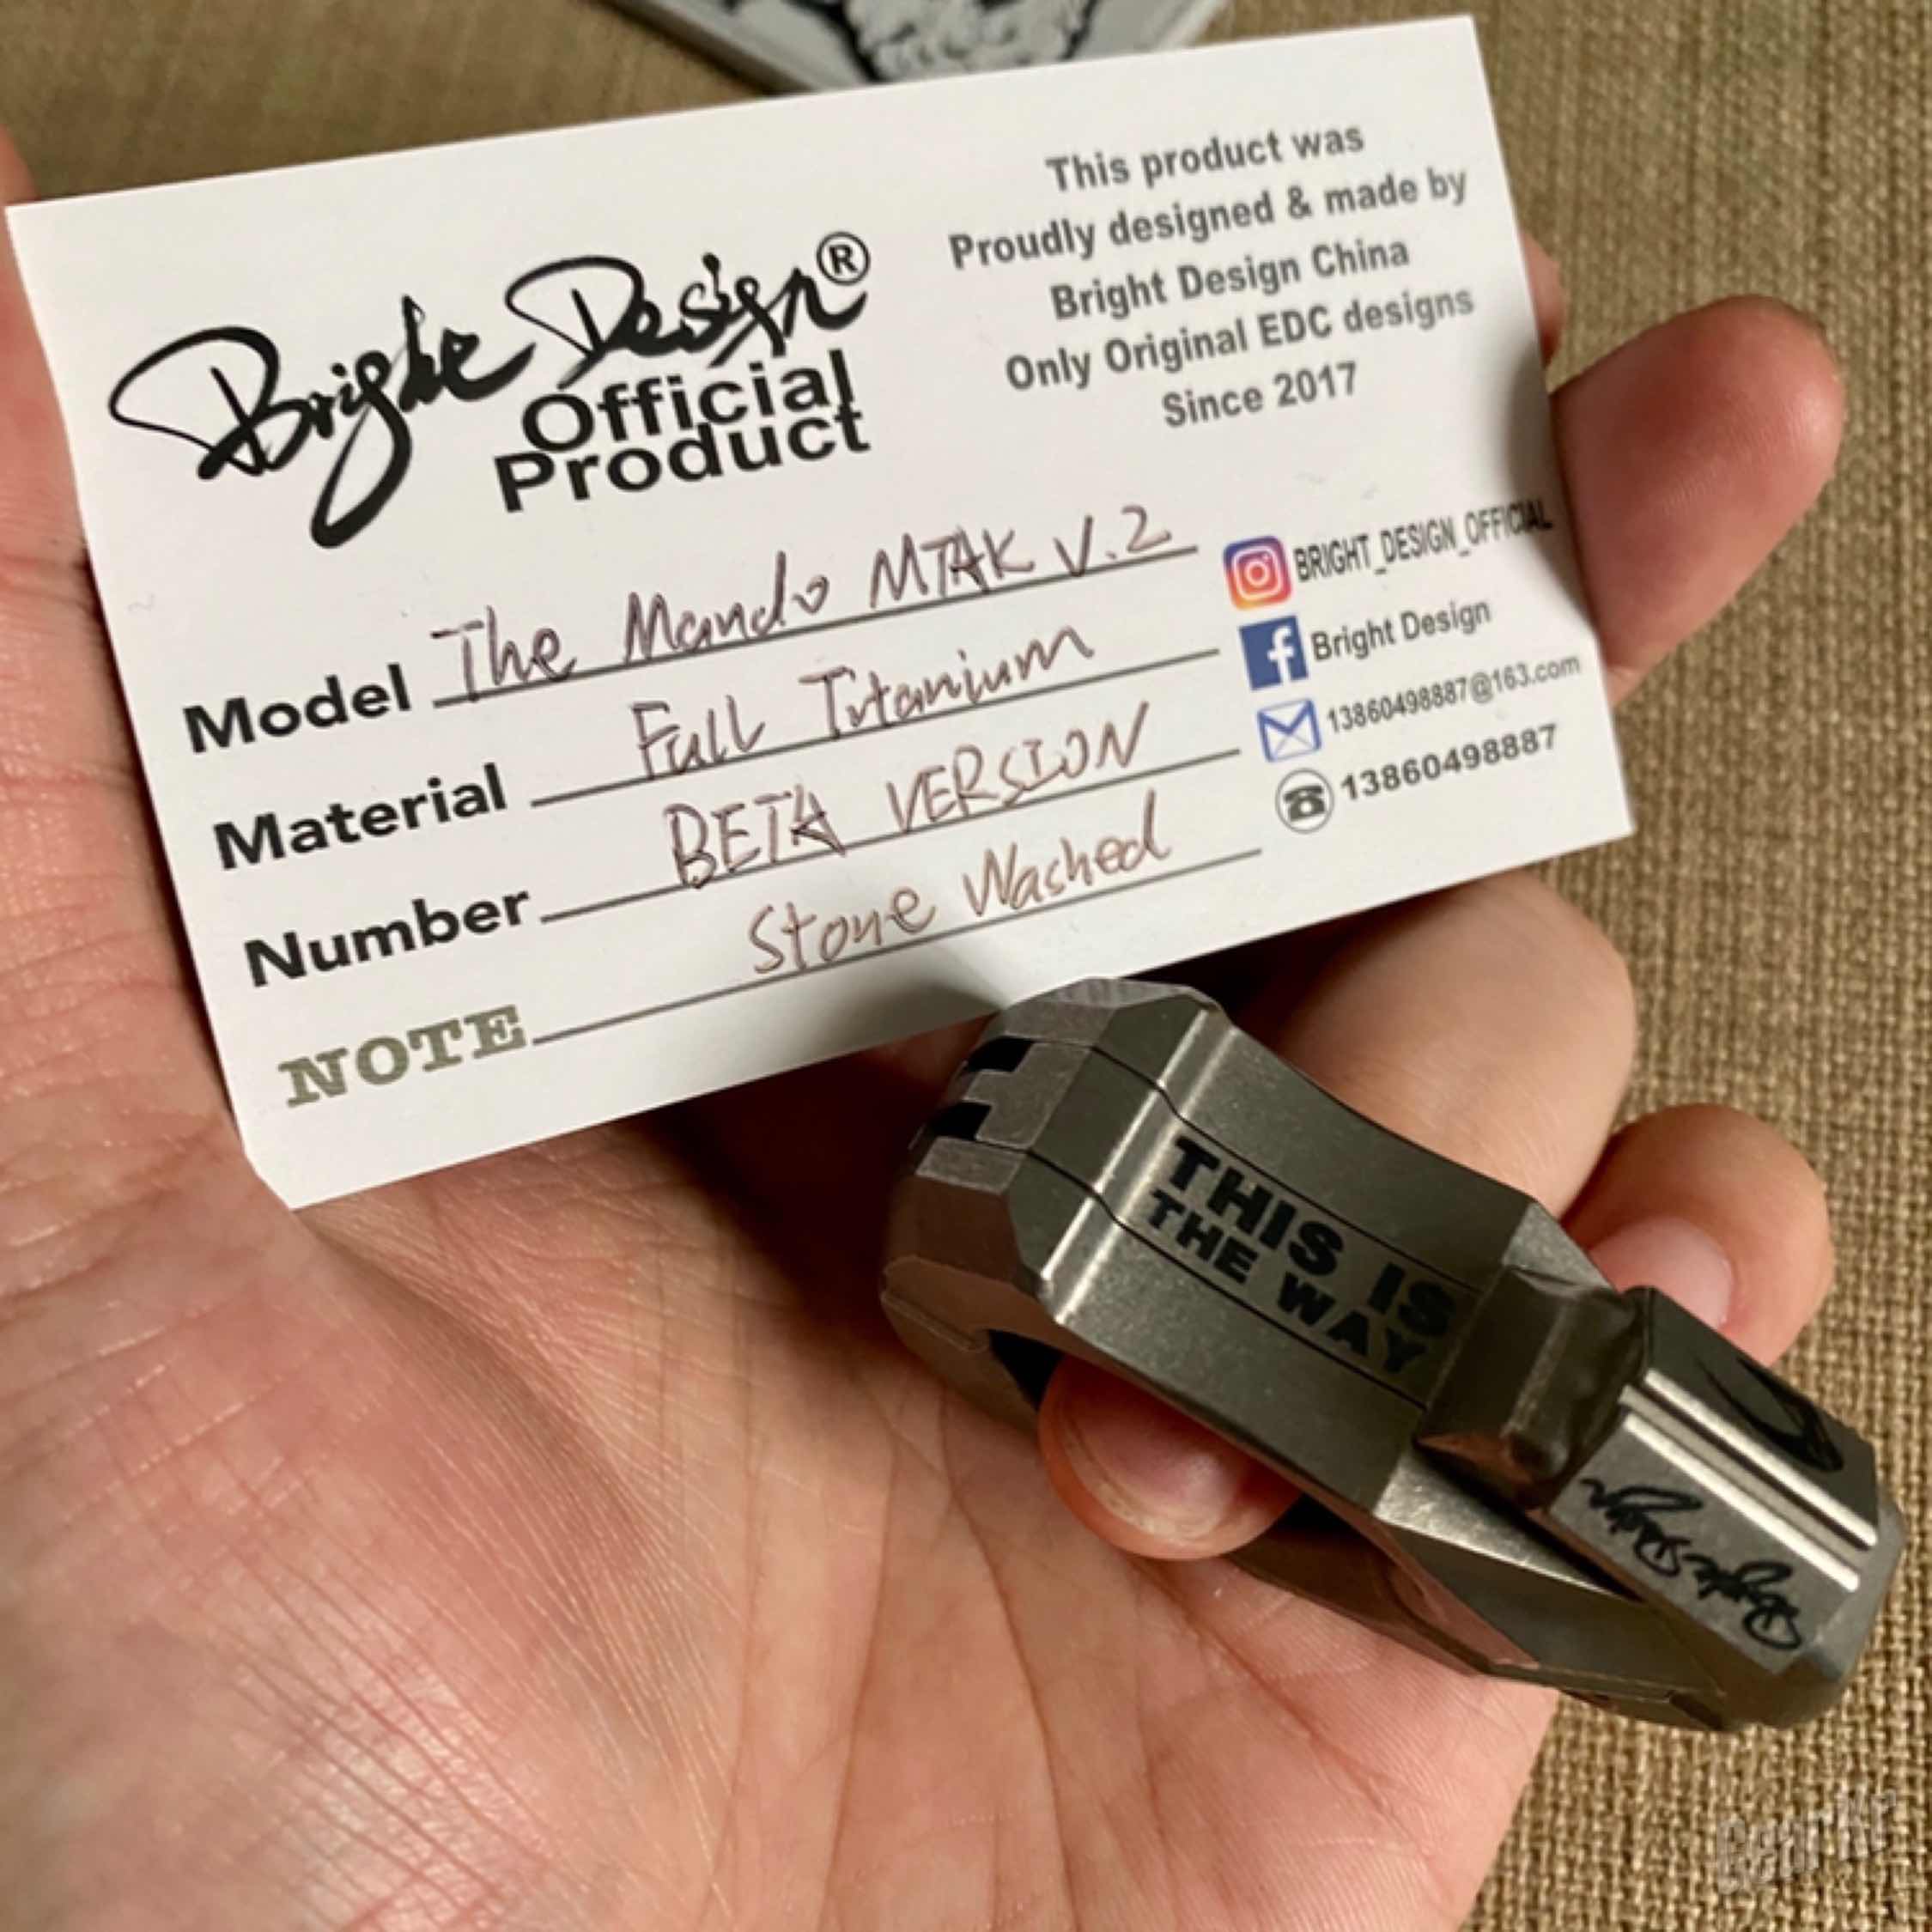 Bright Design®
Official
Product
This product was
Proudly designed & made by
Bright Design China
Only Original EDC designs
Since 2017
Model The Mando MTAK V.2
Material Full Titanium
Number BETA VERSION
NOTE Stone Washed
BRIGHT_DESIGN_OFFICIAL
Bright Design
13860498887@163.com
13860498887
THIS IS
THE WAY
Bright Design